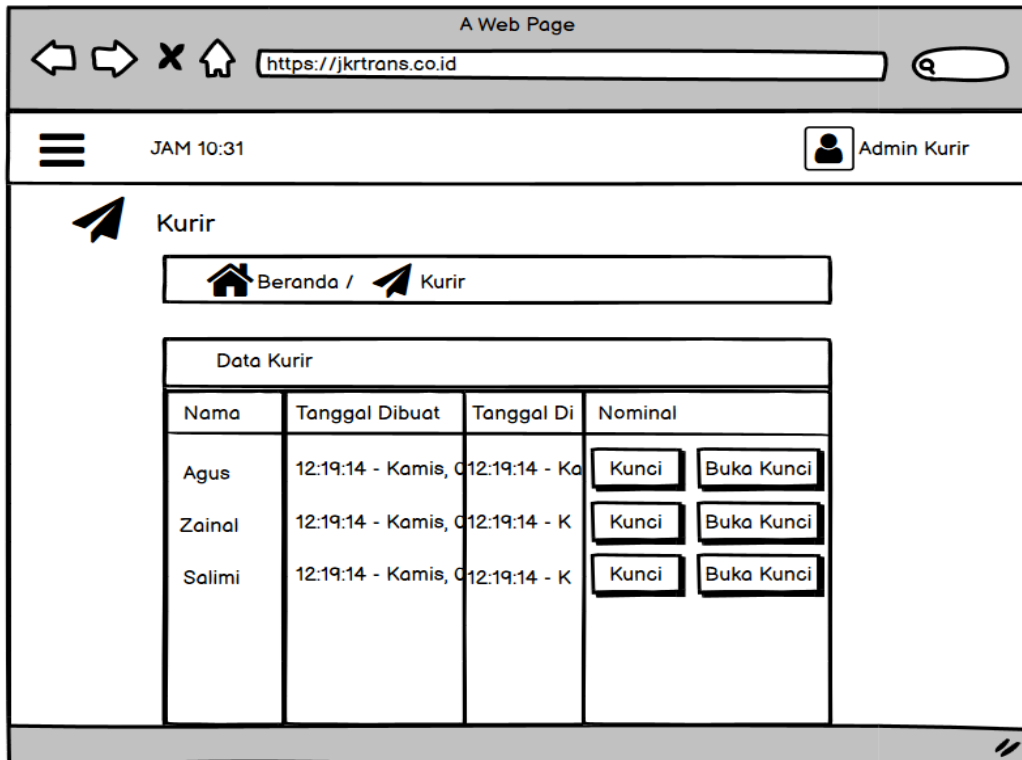 A Web Page
https://jkrtrans.co.id
JAM 10:31
Admin Kurir
Kurir
Beranda / Kurir
Data Kurir
Nama Tanggal Dibuat Tanggal Di Nominal
Agus 12:19:14 - Kamis, 0 12:19:14 - Ka Kunci Buka Kunci
Zainal 12:19:14 - Kamis, 0 12:19:14 - K Kunci Buka Kunci
Salimi 12:19:14 - Kamis, 0 12:19:14 - K Kunci Buka Kunci